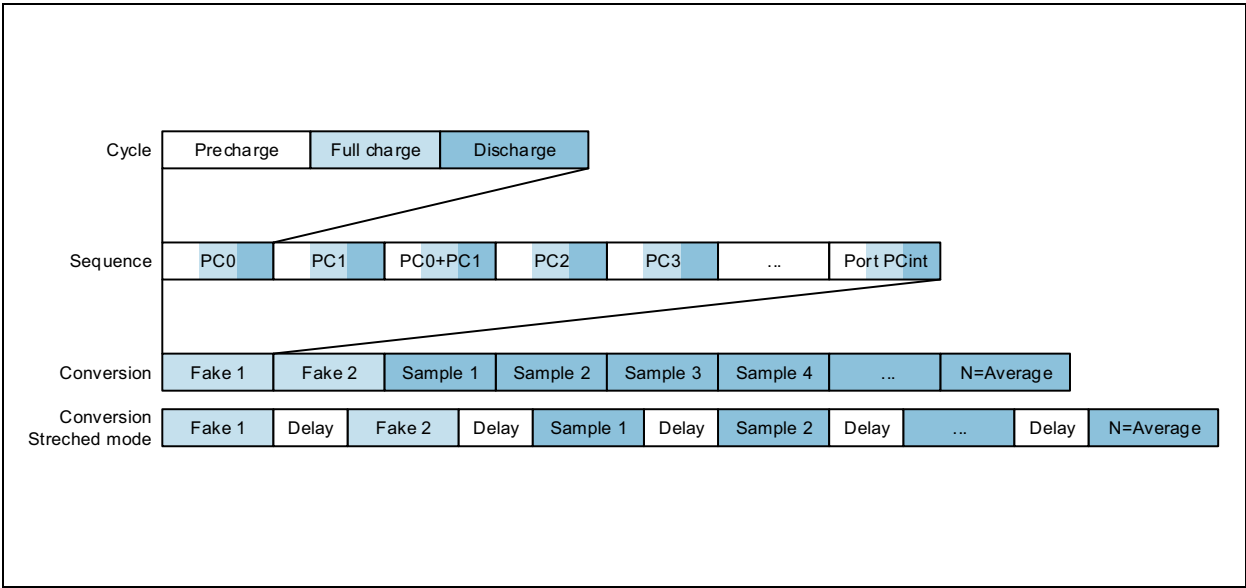 Cycle Precharge Full charge Discharge
Sequence PC0 PC1 PC0+PC1 PC2 PC3 ... Port PCint
Conversion Fake 1 Fake 2 Sample 1 Sample 2 Sample 3 Sample 4 ... N=Average
Conversion
Streched mode Fake 1 Delay Fake 2 Delay Sample 1 Delay Sample 2 Delay ... Delay N=Average